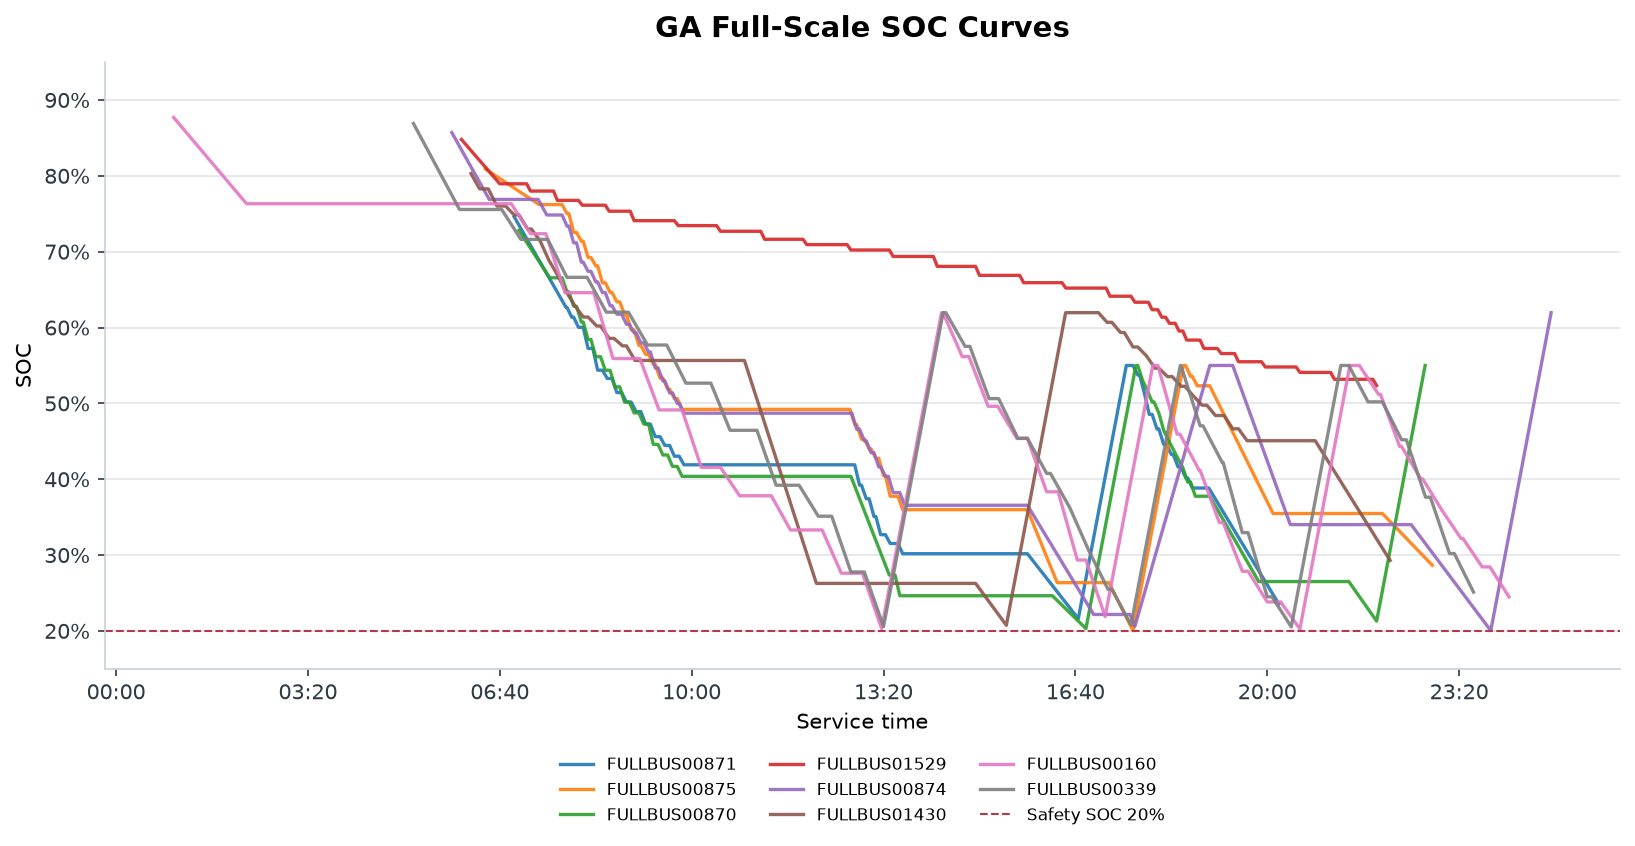 GA Full-Scale SOC Curves
90%
80%
70%
60%
50%
40%
30%
20%
SOC
00:00 03:20 06:40 10:00 13:20 16:40 20:00 23:20
Service time
FULLBUS00871 FULLBUS01529 FULLBUS00160
FULLBUS00875 FULLBUS00874 FULLBUS00339
FULLBUS00870 FULLBUS01430 Safety SOC 20%